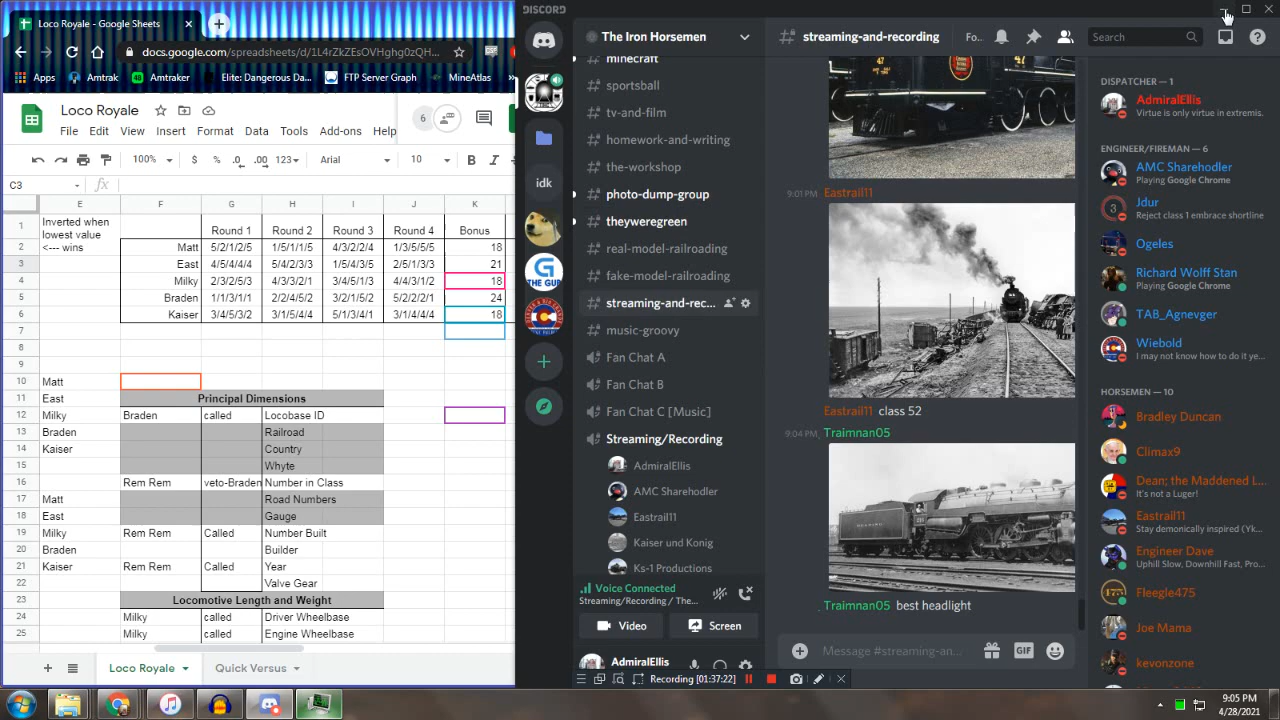 Loco Royale - Google Sheets
docs.google.com/spreadsheets/d/1L4rZkZEsOVHghg0zQH...
Apps Amtrak Amtraker Elite: Dangerous Da... FTP Server Graph MineAtlas
Loco Royale
6
File Edit View Insert Format Data Tools Add-ons Help
100% $ % .0 .00 123 Arial 10 B I
C3 fx
E F G H I J K
1 Inverted when
lowest value
Round 1 Round 2 Round 3 Round 4 Bonus
2 <--- wins Matt 5/2/1/2/5 1/5/1/1/5 4/3/2/2/4 1/3/5/5/5 18
3 East 4/5/4/4/4 5/4/2/3/3 1/5/4/5/1 2/5/1/3/3 21
4 Milky 2/3/2/5/3 4/3/3/2/1 3/4/5/1/3 4/4/3/1/2 18
5 Braden 1/1/3/1/1 2/2/4/5/2 3/2/1/5/2 5/2/2/2/1 24
6 Kaiser 3/4/5/3/2 3/1/5/4/4 5/1/3/4/1 3/1/4/4/4 18
7
8
9
10 Matt
11 East Principal Dimensions
12 Milky Braden called Locobase ID
13 Braden Railroad
14 Kaiser Country
15 Whyte
16 Rem Rem veto-Braden Number in Class
17 Matt Road Numbers
18 East Gauge
19 Milky Rem Rem Called Number Built
20 Braden Builder
21 Kaiser Rem Rem Called Year
22 Valve Gear
23 Locomotive Length and Weight
24 Milky called Driver Wheelbase
25 Milky called Engine Wheelbase
Loco Royale Quick Versus
DISCORD
idk
THE GUP
The Iron Horsemen
minecraft
sportsball
tv-and-film
homework-and-writing
the-workshop
photo-dump-group
theyweregreen
real-model-railroading
fake-model-railroading
streaming-and-rec...
music-groovy
Fan Chat A
Fan Chat B
Fan Chat C [Music]
Streaming/Recording
AdmiralEllis
AMC Sharehodler
Eastrail11
Kaiser und Konig
Ks-1 Productions
Voice Connected
Streaming/Recording / The...
Video Screen
AdmiralEllis
streaming-and-recording Fo... Search
47 47
9:01 PM Eastrail11
Eastrail11 class 52
9:04 PM Traimnan05
Traimnan05 best headlight
Message #streaming-an... GIF
DISPATCHER — 1
AdmiralEllis
Virtue is only virtue in extremis.
ENGINEER/FIREMAN — 6
AMC Sharehodler
Playing Google Chrome
Jdur
Reject class 1 embrace shortline
Ogeles
Richard Wolff Stan
Playing Google Chrome
TAB_Agnevger
Wiebold
I may not know how to do it ye...
HORSEMEN — 10
Bradley Duncan
Climax9
Dean; the Maddened L...
It's not a Luger!
Eastrail11
Stay demonically inspired (Yk...
Engineer Dave
Uphill Slow, Downhill Fast, Pro...
Fleegle475
Joe Mama
kevonzone
Recording [01:37:22]
9:05 PM
4/28/2021